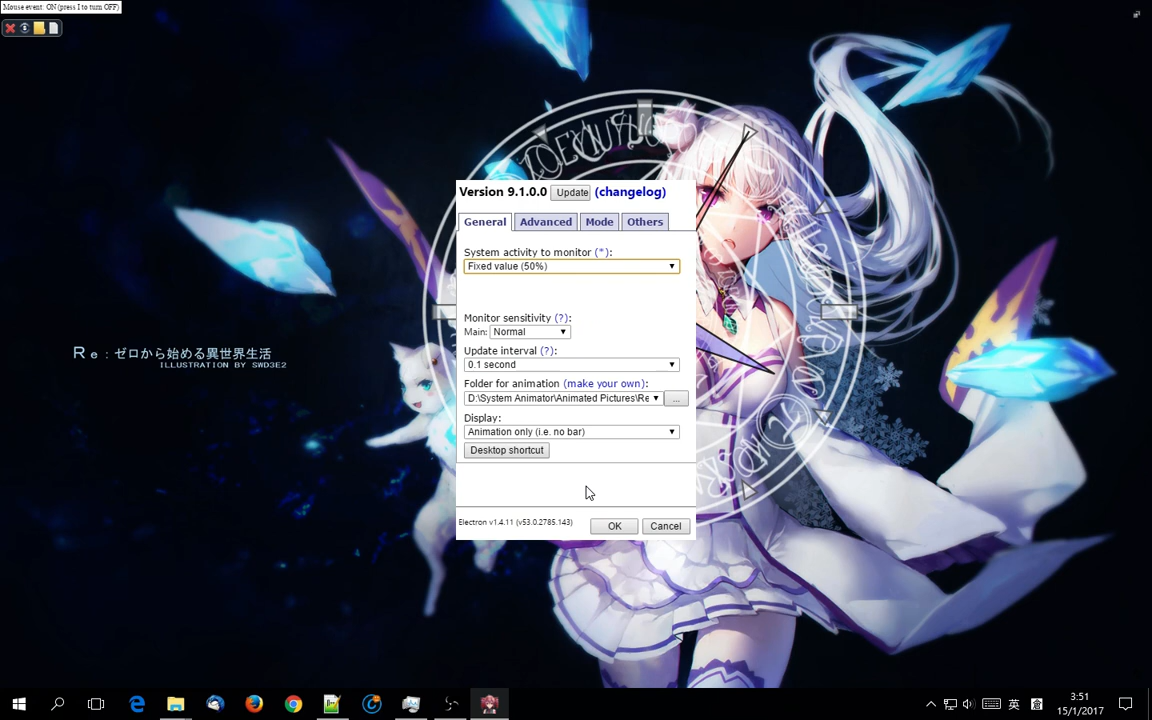 Mouse event: ON (press I to turn OFF)
Version 9.1.0.0 Update (changelog)
General Advanced Mode Others
System activity to monitor (*):
Fixed value (50%)
Monitor sensitivity (?):
Main: Normal
Update interval (?):
0.1 second
Folder for animation (make your own):
D:\System Animator\Animated Pictures\Re ...
Display:
Animation only (i.e. no bar)
Desktop shortcut
Electron v1.4.11 (v53.0.2785.143) OK Cancel
Re:ゼロから始める異世界生活
ILLUSTRATION BY SWD3E2
英
3:51
15/1/2017